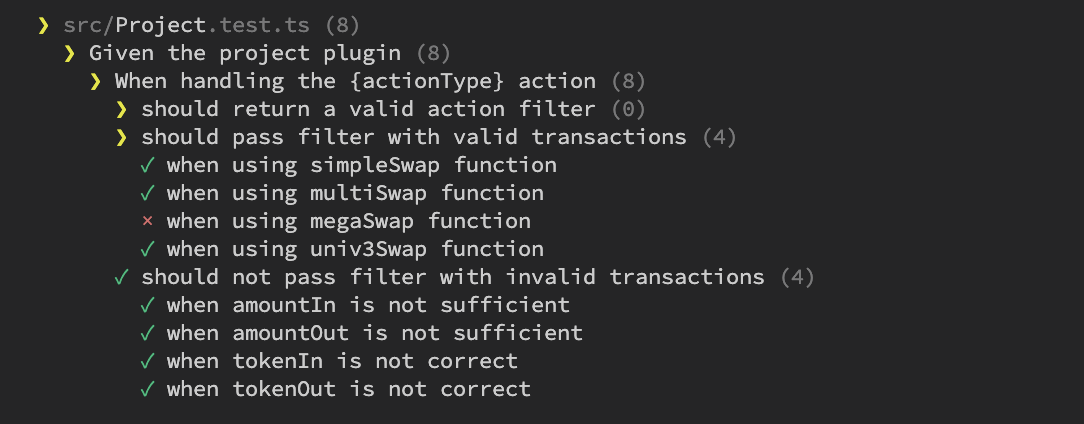 ❯ src/Project.test.ts (8)
❯ Given the project plugin (8)
❯ When handling the {actionType} action (8)
❯ should return a valid action filter (0)
❯ should pass filter with valid transactions (4)
✓ when using simpleSwap function
✓ when using multiSwap function
× when using megaSwap function
✓ when using univ3Swap function
✓ should not pass filter with invalid transactions (4)
✓ when amountIn is not sufficient
✓ when amountOut is not sufficient
✓ when tokenIn is not correct
✓ when tokenOut is not correct